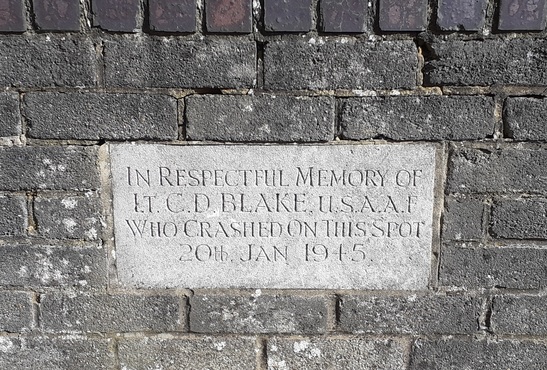 IN RESPECTFUL MEMORY OF
LT. C.D. BLAKE. U.S.A.A.F
WHO CRASHED ON THIS SPOT
20th. JAN 1945.